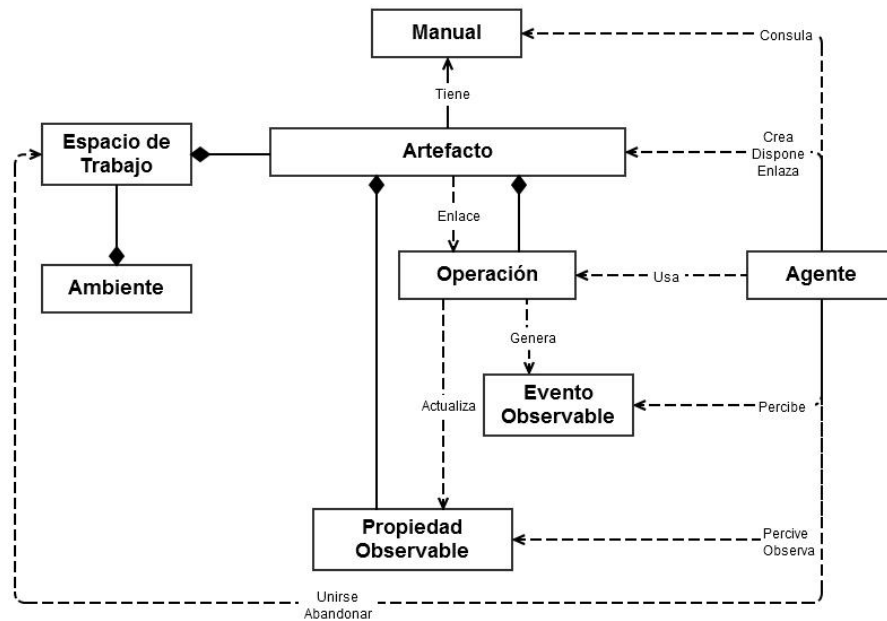 Manual
Consula
Tiene
Espacio de
Trabajo
Artefacto
Crea
Dispone
Enlaza
Enlace
Ambiente
Operación
Usa
Agente
Genera
Evento
Observable
Actualiza
Percibe
Propiedad
Observable
Percive
Observa
Unirse
Abandonar